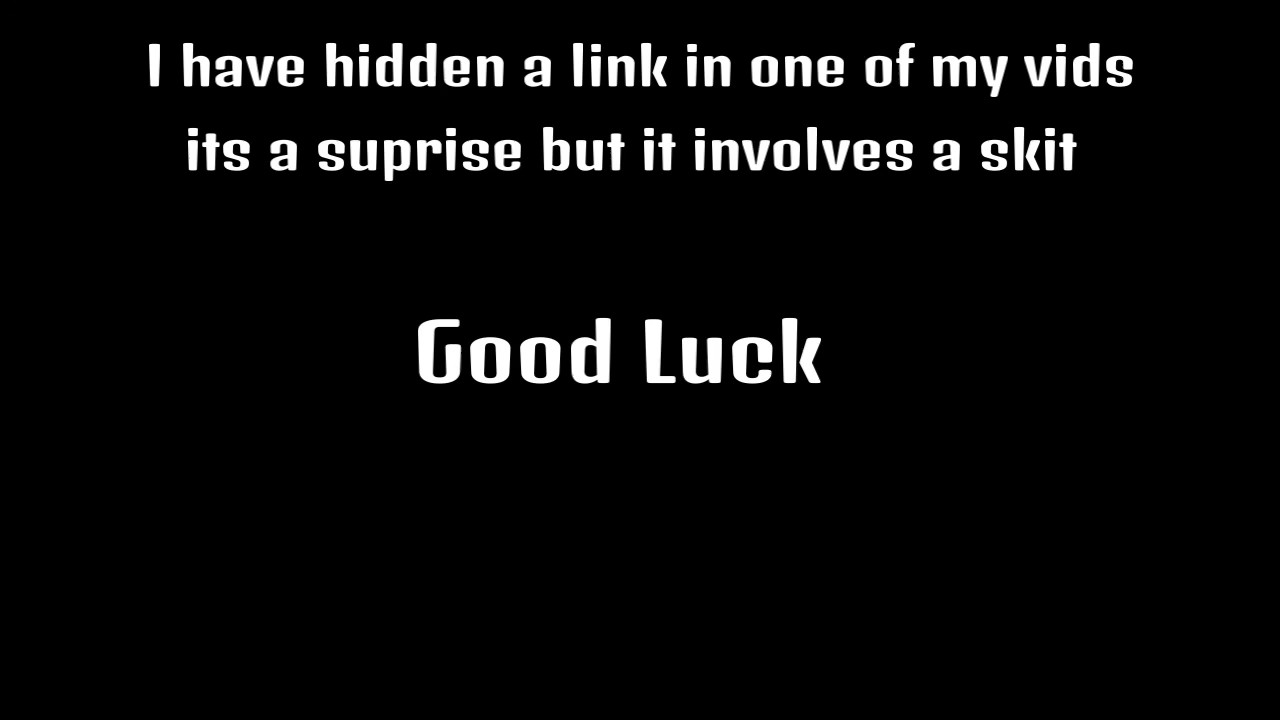 I have hidden a link in one of my vids
its a suprise but it involves a skit
Good Luck